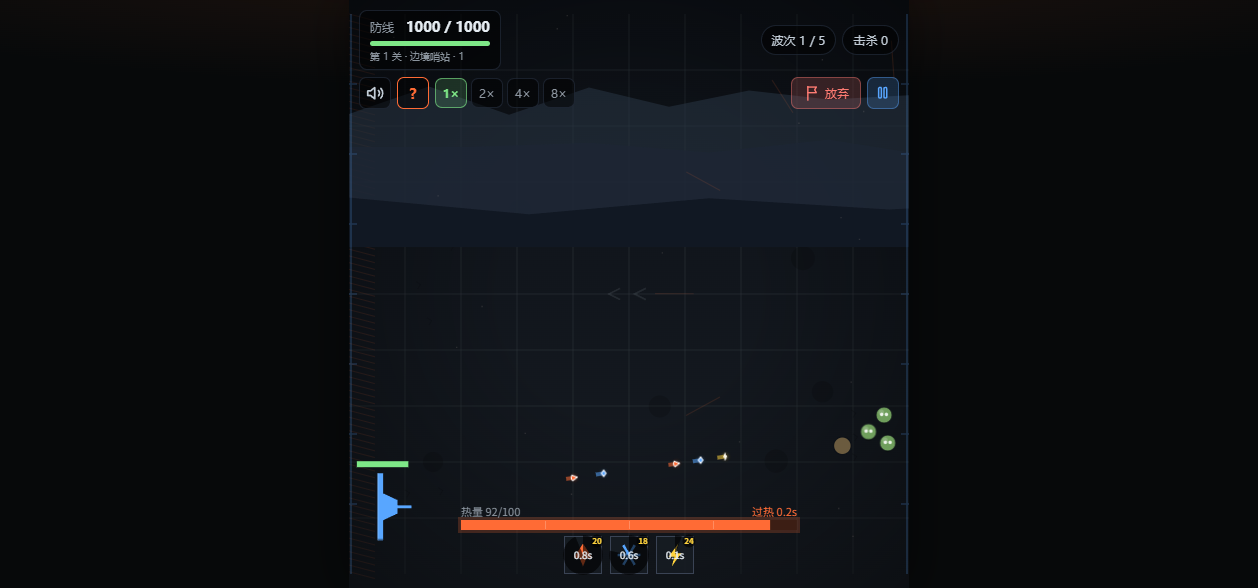 防线 1000 / 1000
第 1 关 · 边境哨站 · 1
波次 1 / 5
击杀 0
? 1× 2× 4× 8×
放弃
热量 92/100
过热 0.2s
20 18 24
0.8s 0.6s